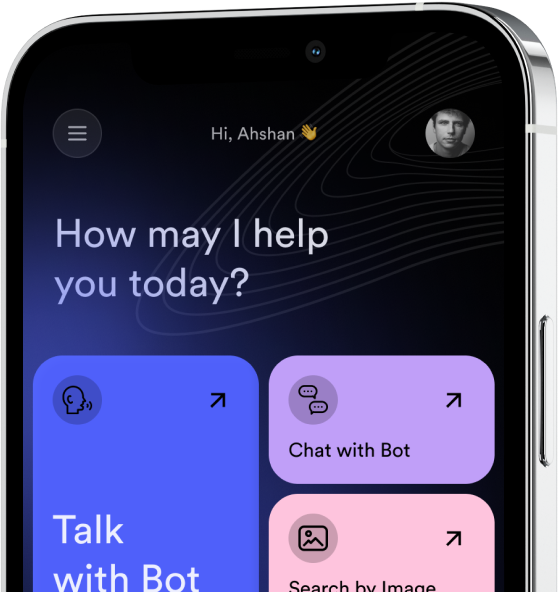 Hi, Ahshan 👋
How may I help
you today?
Chat with Bot
Talk
with Bot
Search by Image